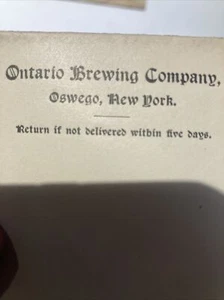 Ontario Brewing Company,
Oswego, New York.
Return if not delivered within five days.